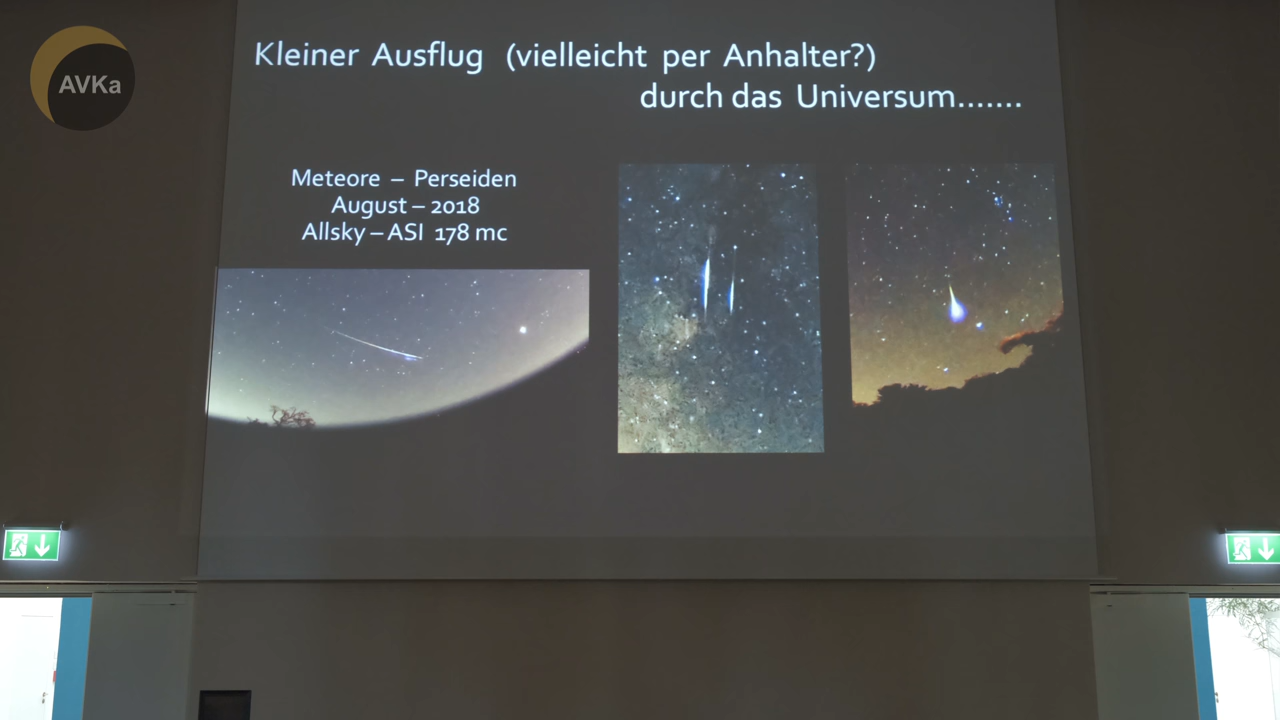 AVKa
Kleiner Ausflug (vielleicht per Anhalter?)
durch das Universum.......
Meteore – Perseiden
August – 2018
Allsky – ASI 178 mc